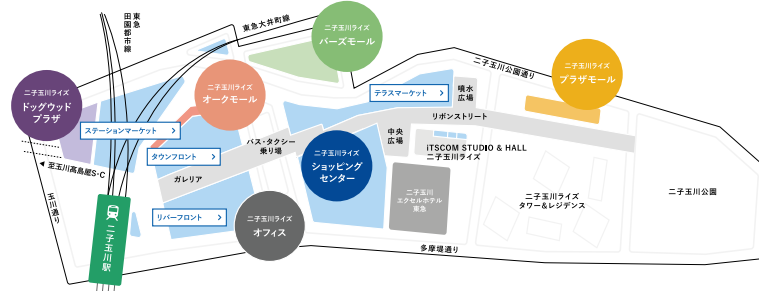 東急
田園都市線
東急大井町線
二子玉川ライズ
バーズモール
二子玉川公園通り
二子玉川ライズ
プラザモール
二子玉川ライズ
ドッグウッド
プラザ
二子玉川ライズ
オークモール
テラスマーケット
噴水
広場
リボンストリート
ステーションマーケット
バス・タクシー
乗り場
中央
広場
iTSCOM STUDIO & HALL
二子玉川ライズ
タウンフロント
二子玉川ライズ
ショッピング
センター
至玉川高島屋S・C
ガレリア
二子玉川
エクセルホテル
東急
二子玉川ライズ
タワー&レジデンス
二子玉川公園
玉川通り
二子玉川駅
リバーフロント
二子玉川ライズ
オフィス
多摩堤通り